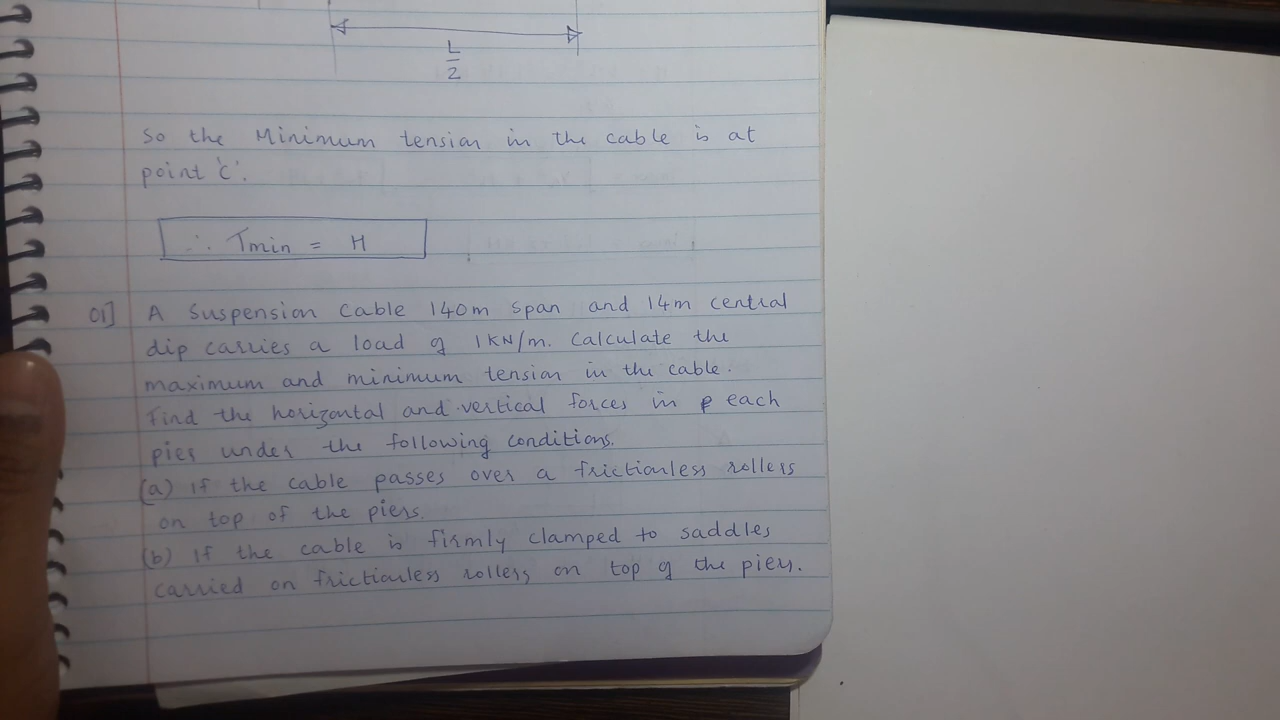 L
2
So the Minimum tension in the cable is at
point 'C'.
∴ Tmin = H
01] A Suspension cable 140m span and 14m central
dip carries a load of 1KN/m. Calculate the
maximum and minimum tension in the cable.
Find the horizontal and vertical forces in each
pier under the following conditions.
(a) If the cable passes over a frictionless rollers
on top of the piers.
(b) If the cable is firmly clamped to saddles
carried on frictionless rollers on top of the piers.